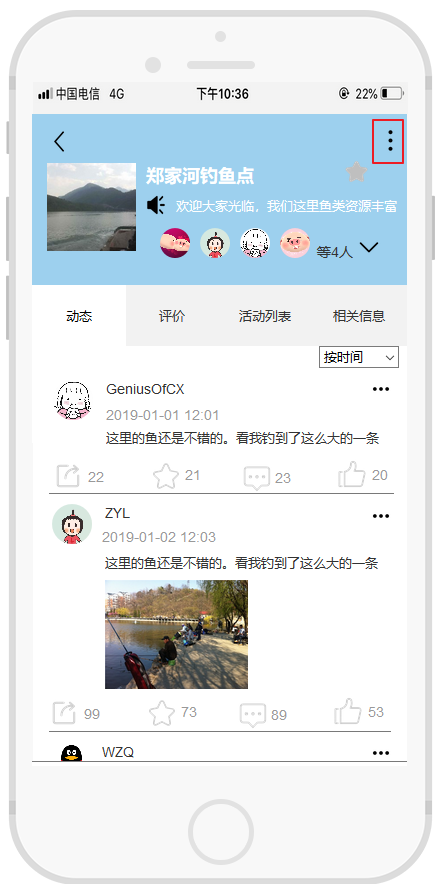 中国电信 4G 下午10:36 22%
郑家河钓鱼点
欢迎大家光临，我们这里鱼类资源丰富
等4人
动态 评价 活动列表 相关信息
按时间
GeniusOfCX
2019-01-01 12:01
这里的鱼还是不错的。看我钓到了这么大的一条
22 21 23 20
ZYL
2019-01-02 12:03
这里的鱼还是不错的。看我钓到了这么大的一条
99 73 89 53
WZQ